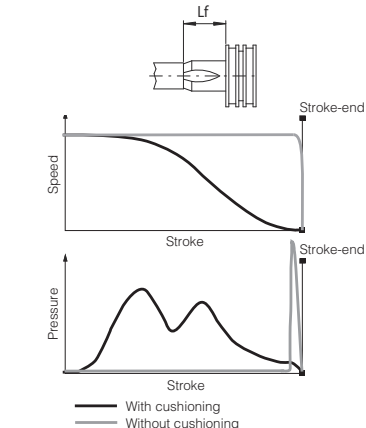 Lf
Stroke-end
Speed
Stroke
Stroke-end
Pressure
Stroke
With cushioning
Without cushioning